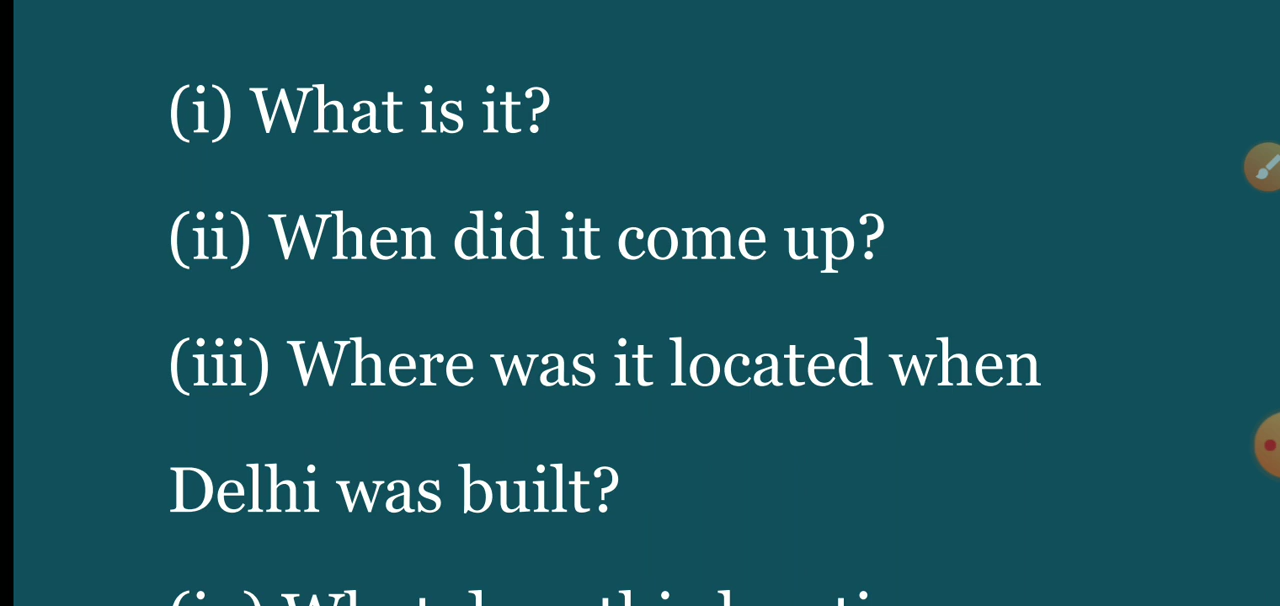 (i) What is it?
(ii) When did it come up?
(iii) Where was it located when
Delhi was built?